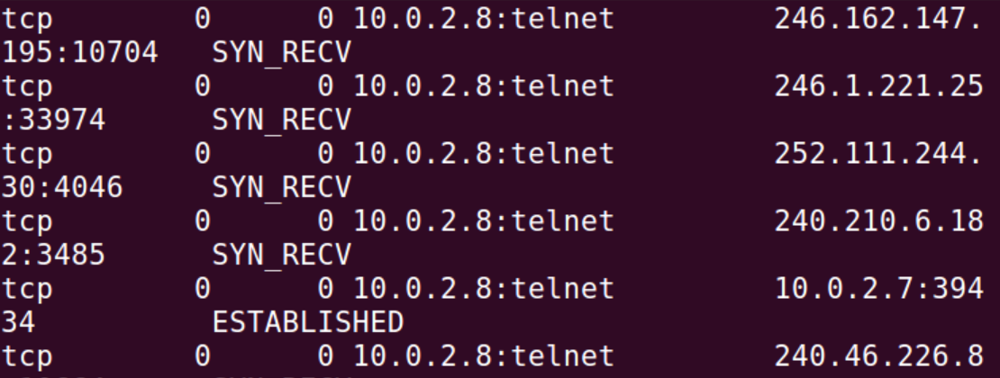 tcp        0      0 10.0.2.8:telnet         246.162.147.
195:10704   SYN_RECV
tcp        0      0 10.0.2.8:telnet         246.1.221.25
:33974      SYN_RECV
tcp        0      0 10.0.2.8:telnet         252.111.244.
30:4046     SYN_RECV
tcp        0      0 10.0.2.8:telnet         240.210.6.18
2:3485      SYN_RECV
tcp        0      0 10.0.2.8:telnet         10.0.2.7:394
34          ESTABLISHED
tcp        0      0 10.0.2.8:telnet         240.46.226.8